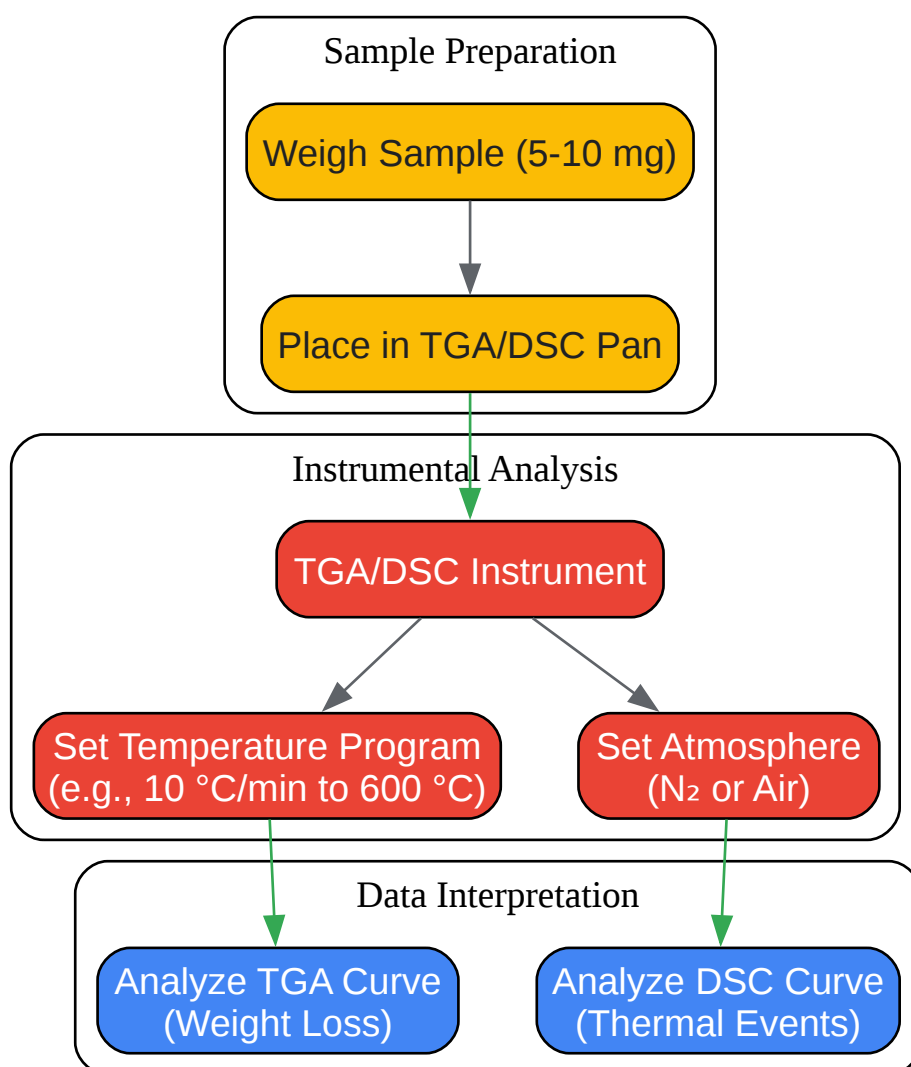 Sample Preparation
Weigh Sample (5-10 mg)
Place in TGA/DSC Pan
Instrumental Analysis
TGA/DSC Instrument
Set Temperature Program
(e.g., 10 °C/min to 600 °C)
Set Atmosphere
(N₂ or Air)
Data Interpretation
Analyze TGA Curve
(Weight Loss)
Analyze DSC Curve
(Thermal Events)